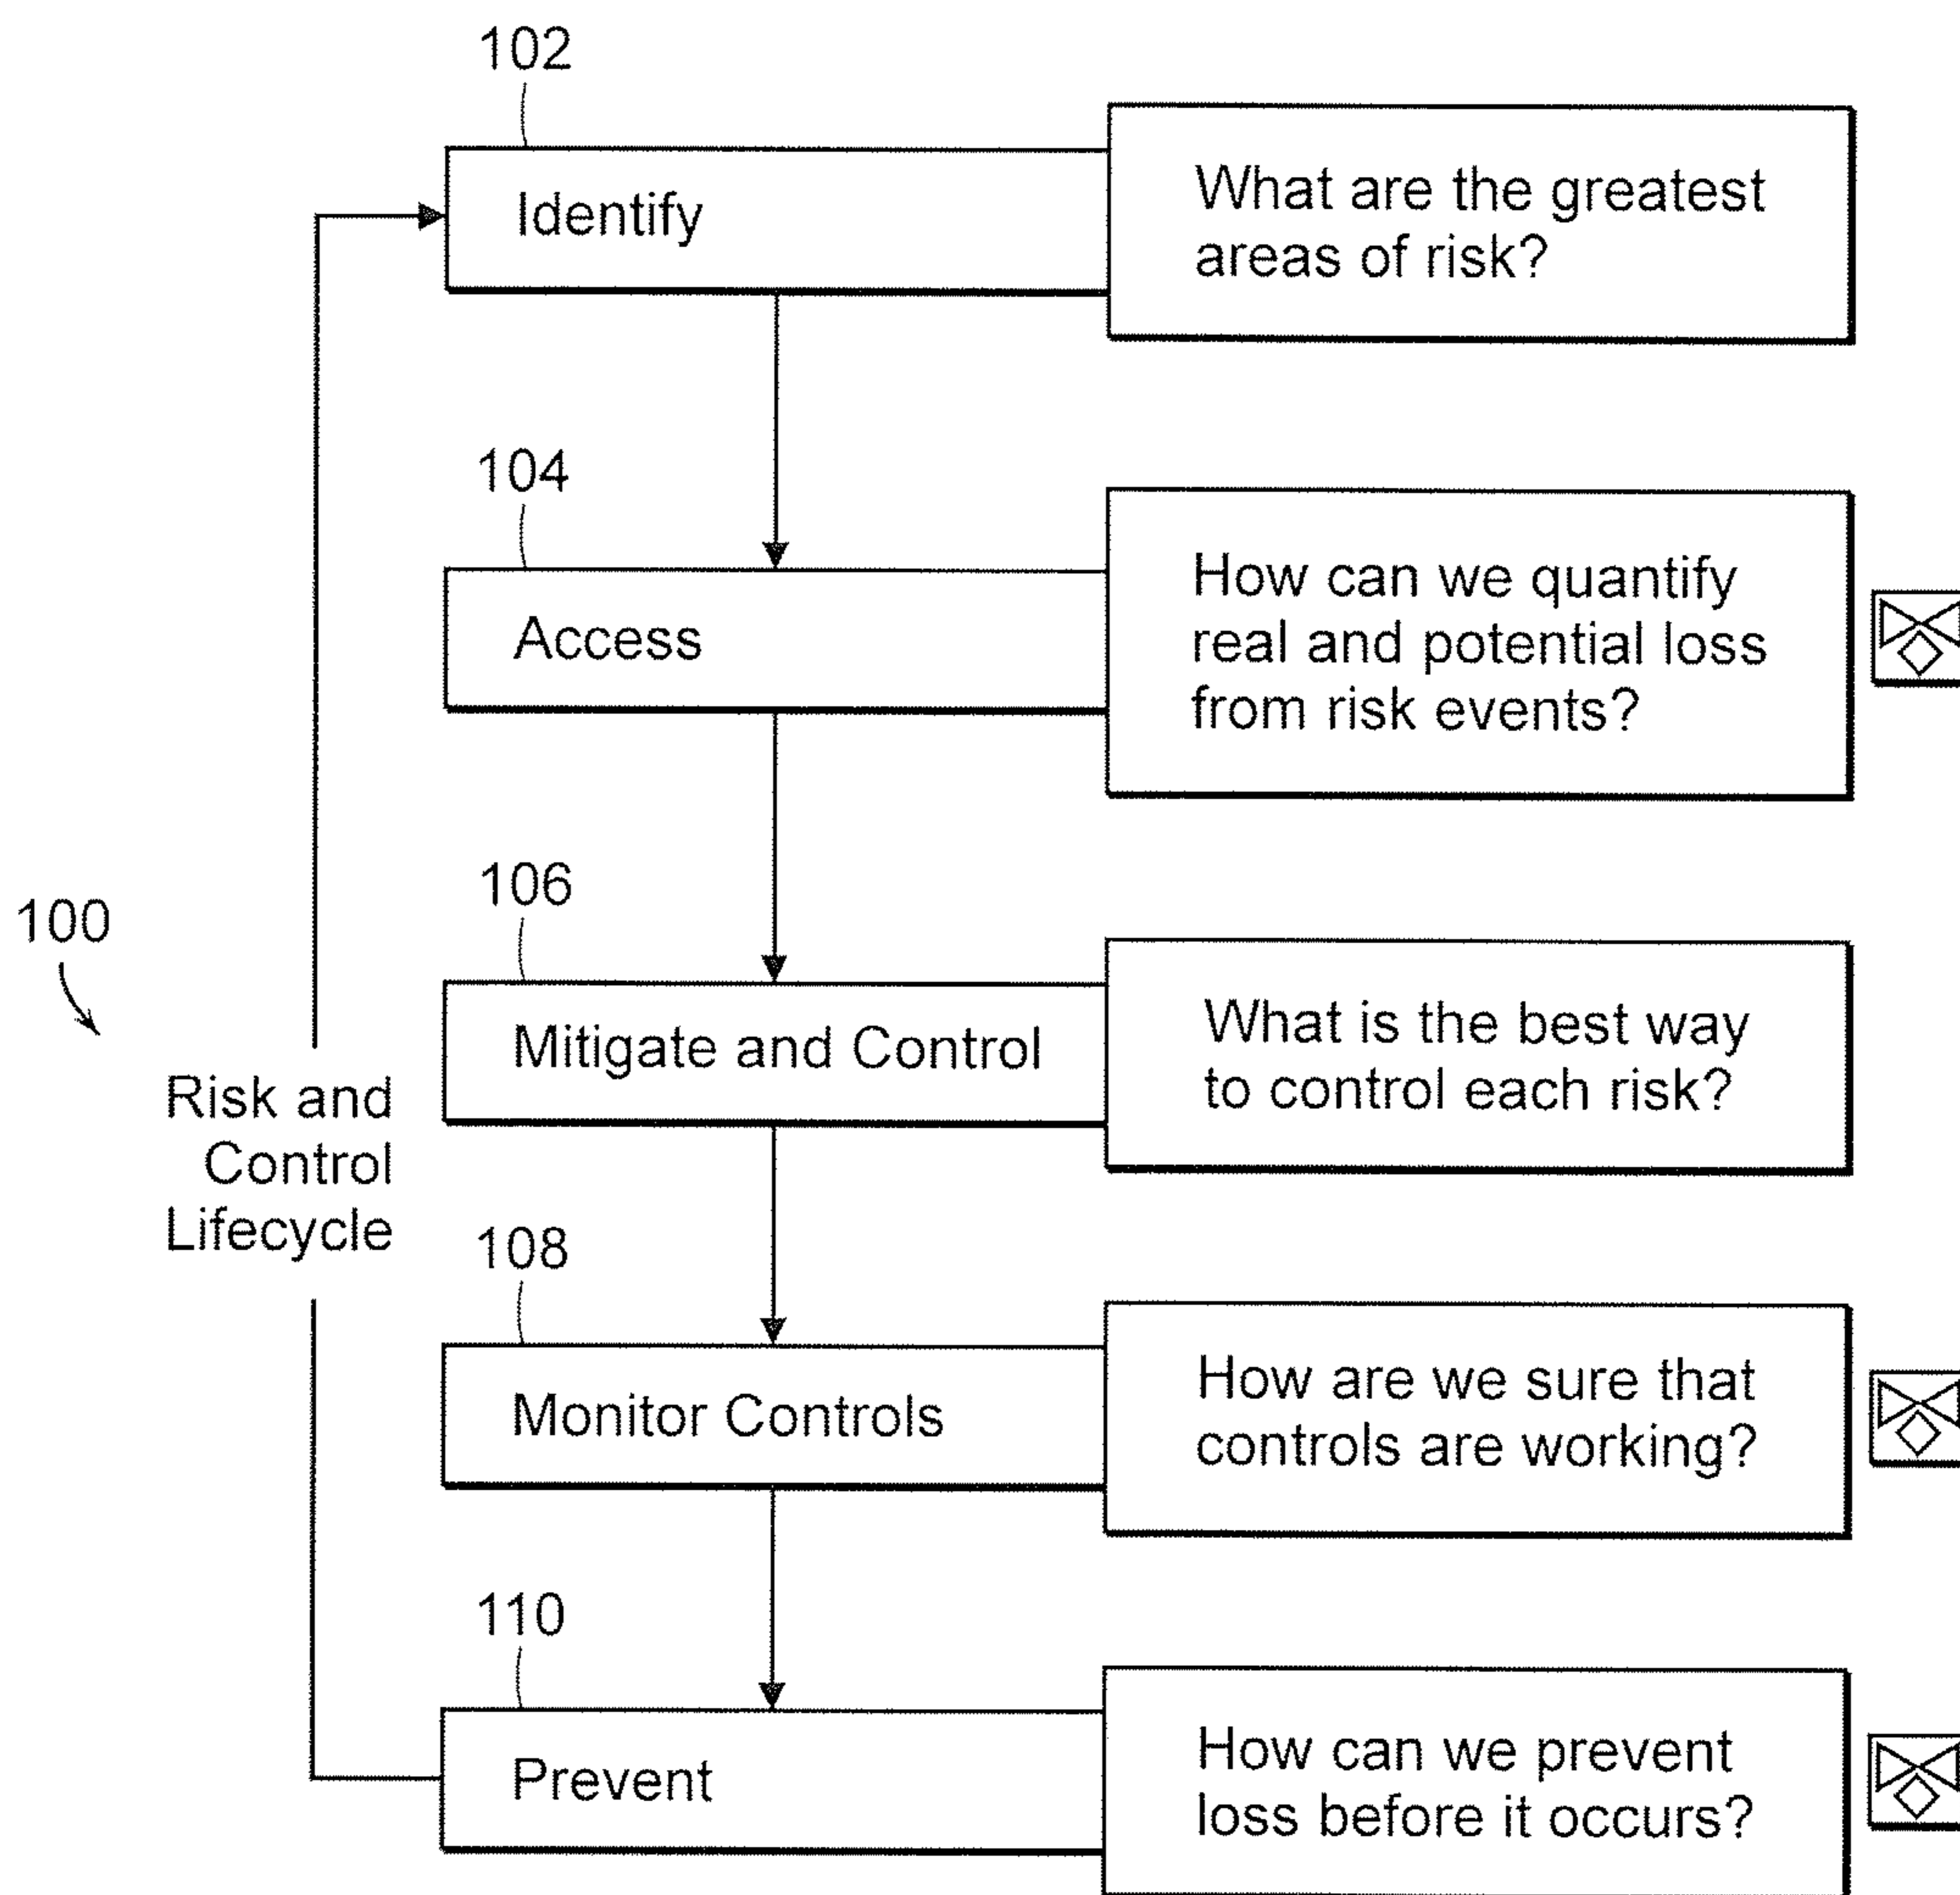 102
Identify
What are the greatest
areas of risk?
104
Access
How can we quantify
real and potential loss
from risk events?
106
100
Mitigate and Control
What is the best way
to control each risk?
Risk and
Control
Lifecycle
108
Monitor Controls
How are we sure that
controls are working?
110
Prevent
How can we prevent
loss before it occurs?